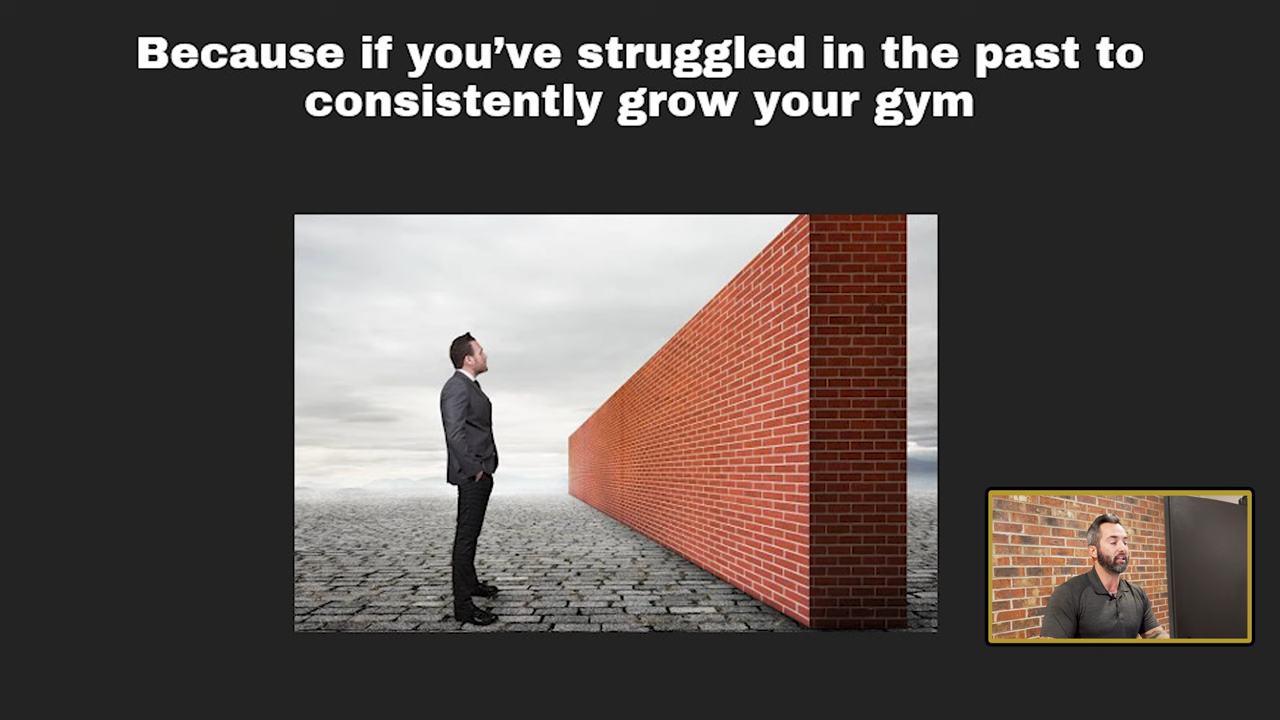 Because if you’ve struggled in the past to
consistently grow your gym